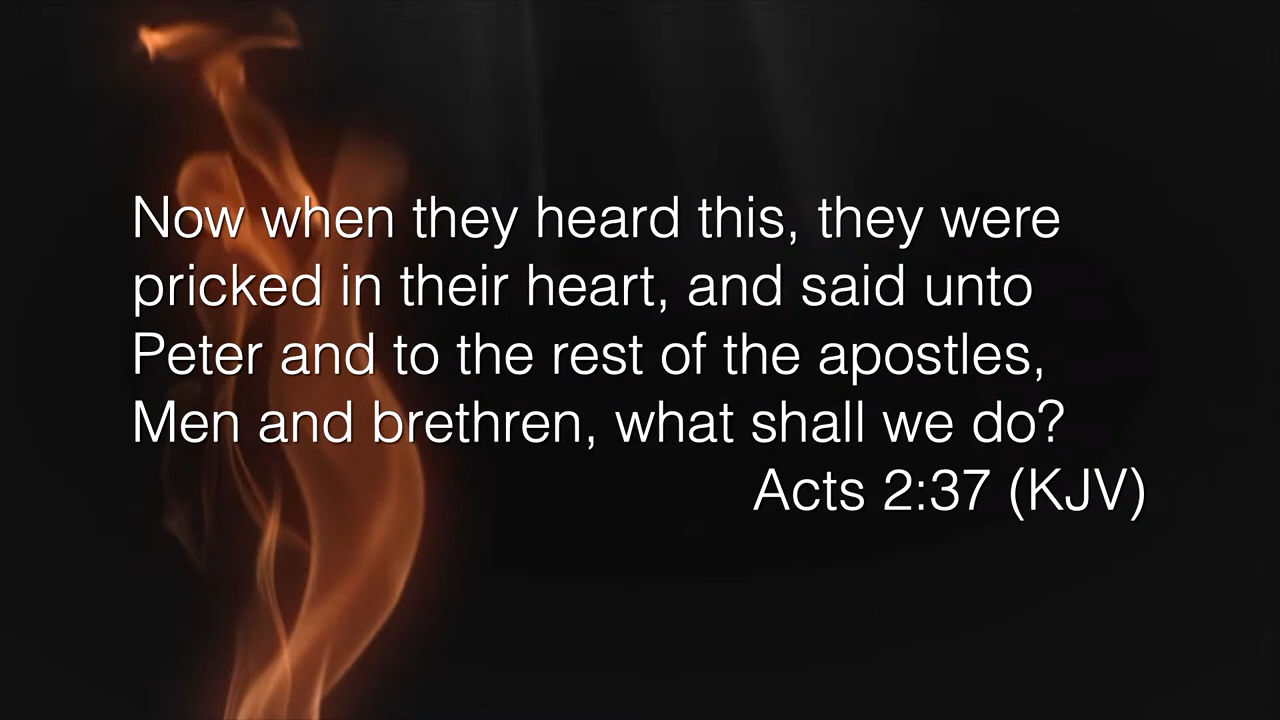 Now when they heard this, they were
pricked in their heart, and said unto
Peter and to the rest of the apostles,
Men and brethren, what shall we do?
Acts 2:37 (KJV)